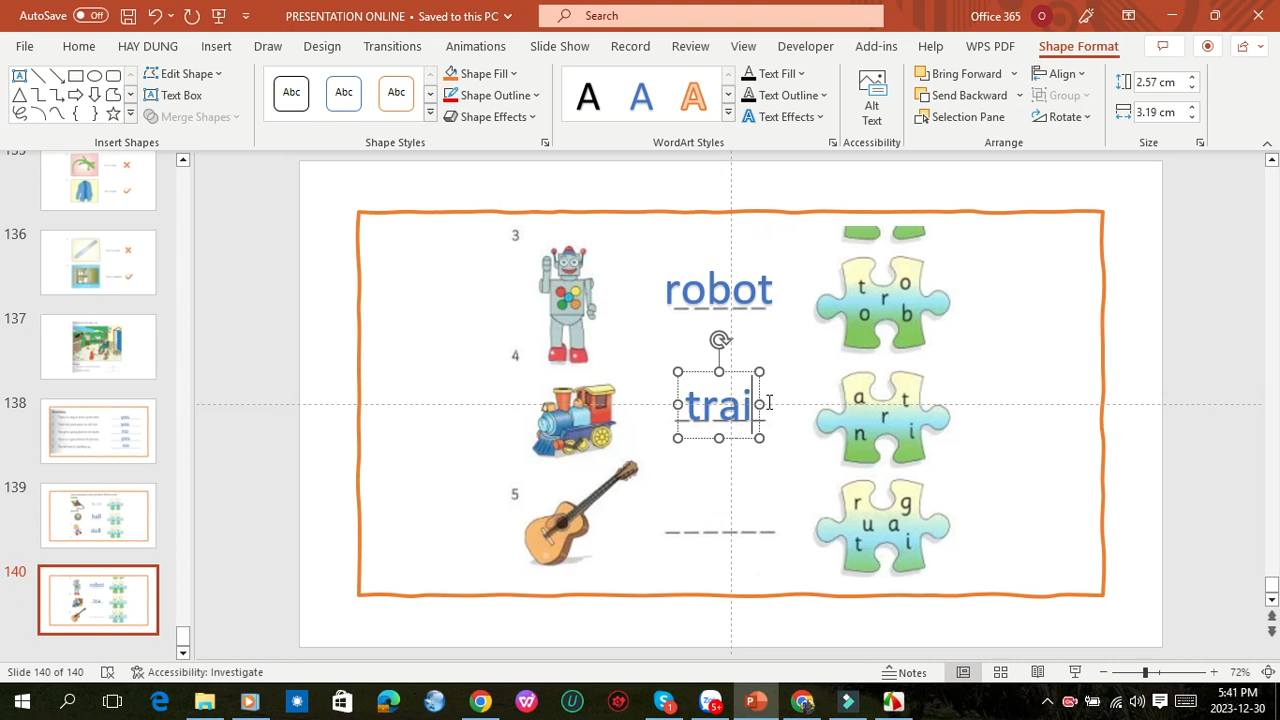 AutoSave Off PRESENTATION ONLINE • Saved to this PC Search Office 365 O
File Home HAY DUNG Insert Draw Design Transitions Animations Slide Show Record Review View Developer Add-ins Help WPS PDF Shape Format
Edit Shape
Text Box
Merge Shapes
Insert Shapes
Abc Abc Abc
Shape Fill
Shape Outline
Shape Effects
Shape Styles
A A A
Text Fill
Text Outline
Text Effects
WordArt Styles
Alt Text
Accessibility
Bring Forward
Send Backward
Selection Pane
Align
Group
Rotate
Arrange
2.57 cm
3.19 cm
Size
136
137
138
139
140
3
robot
t o r o b
4
trai
a t r n i
5
r g u a t i
Slide 140 of 140 Accessibility: Investigate Notes 72%
5:41 PM
2023-12-30